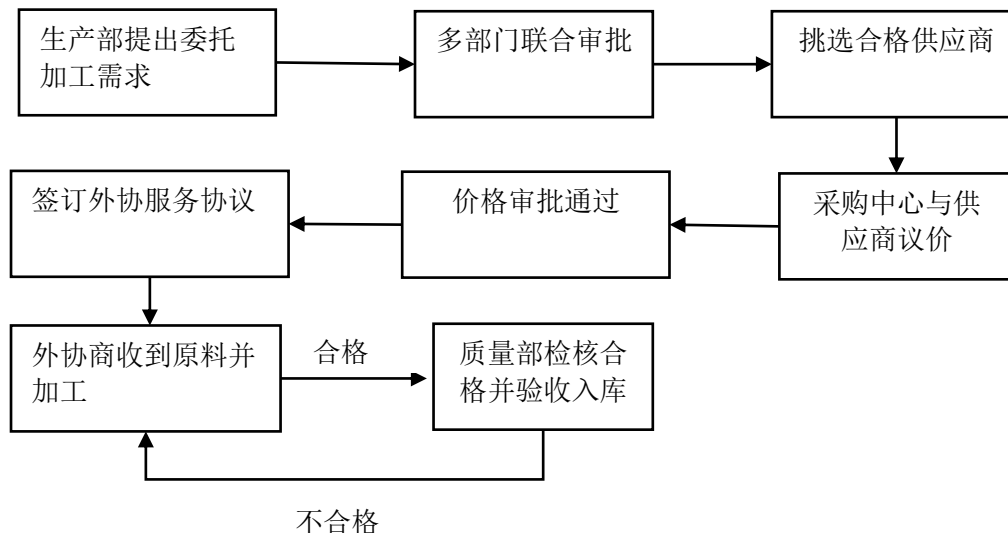 生产部提出委托
加工需求
多部门联合审批
挑选合格供应商
签订外协服务协议
价格审批通过
采购中心与供
应商议价
外协商收到原料并
加工
合格
质量部检核合
格并验收入库
不合格